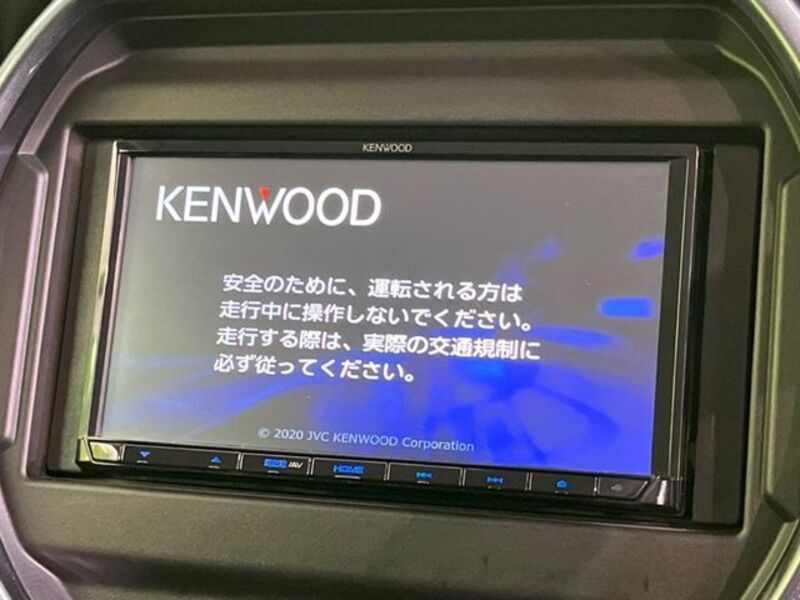 KENWOOD
KENWOOD
安全のために、運転される方は
走行中に操作しないでください。
走行する際は、実際の交通規制に
必ず従ってください。
© 2020 JVC KENWOOD Corporation
HOME